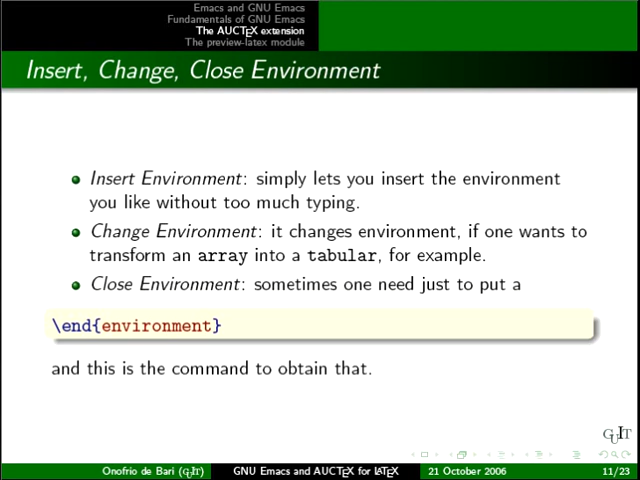 Emacs and GNU Emacs
Fundamentals of GNU Emacs
The AUCTEX extension
The preview-latex module
Insert, Change, Close Environment
Insert Environment: simply lets you insert the environment
you like without too much typing.
Change Environment: it changes environment, if one wants to
transform an array into a tabular, for example.
Close Environment: sometimes one need just to put a
\end{environment}
and this is the command to obtain that.
GUIT
Onofrio de Bari (GUIT) GNU Emacs and AUCTEX for LATEX 21 October 2006 11/23